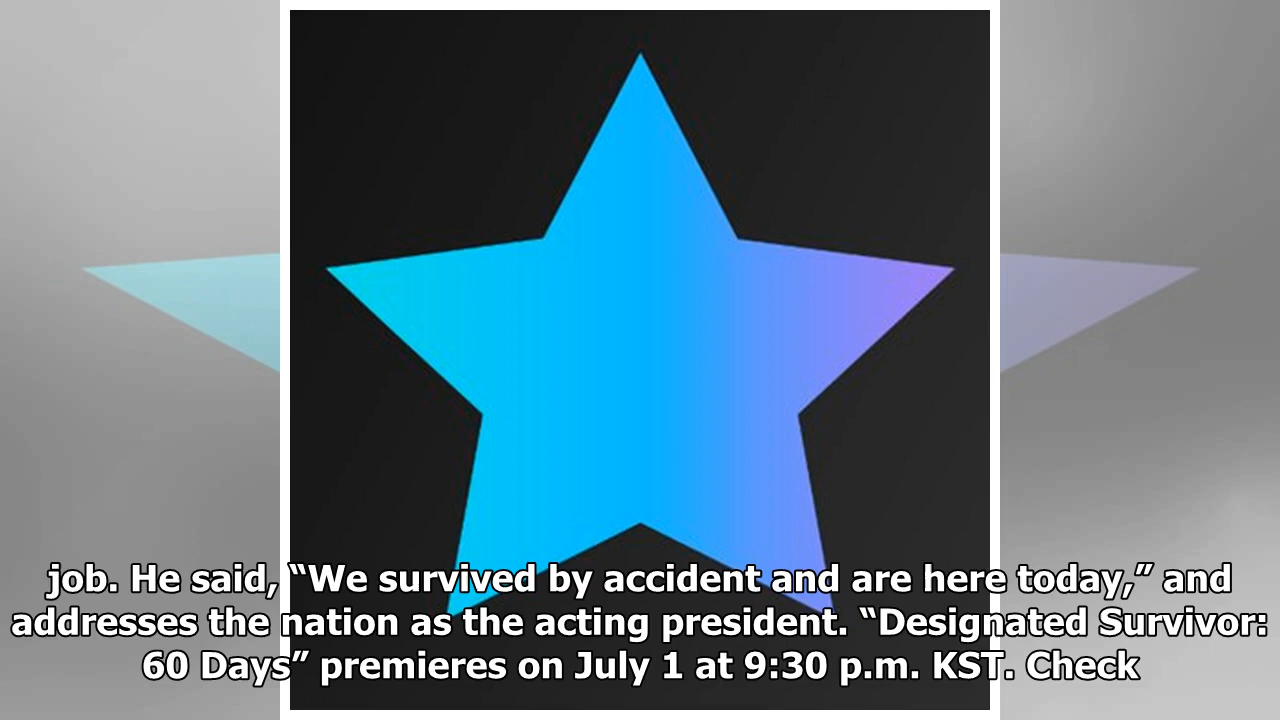 job. He said, “We survived by accident and are here today,” and
addresses the nation as the acting president. “Designated Survivor:
60 Days” premieres on July 1 at 9:30 p.m. KST. Check